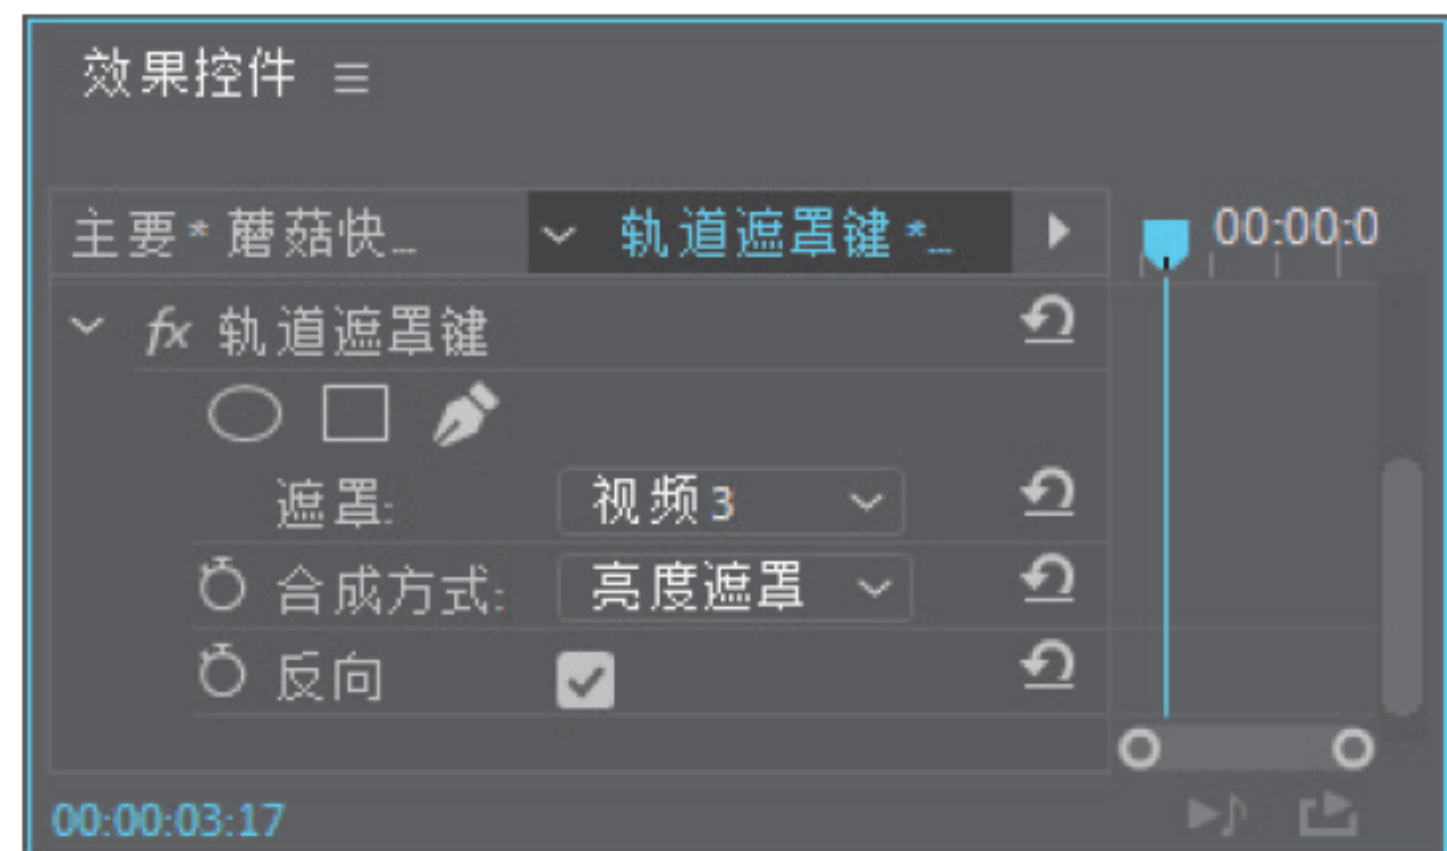 效果控件
主要*蘑菇快... 轨道遮罩键*... 00:00:0
fx 轨道遮罩键
遮罩: 视频 3
合成方式: 亮度遮罩
反向
00:00:03:17